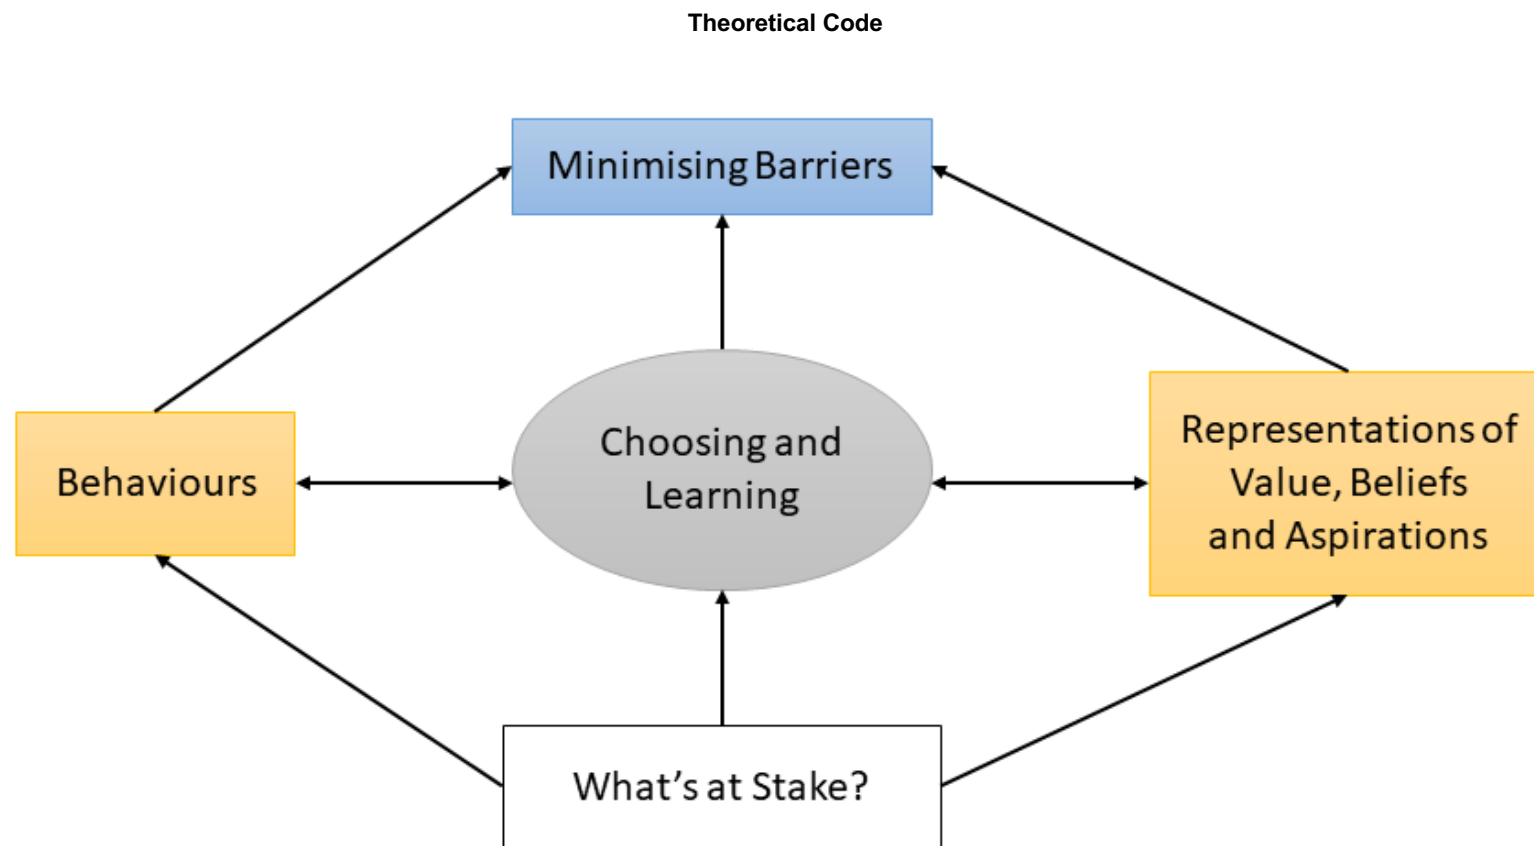 Theoretical Code
Minimising Barriers
Choosing and
Learning
Behaviours
Representations of
Value, Beliefs
and Aspirations
What's at Stake?